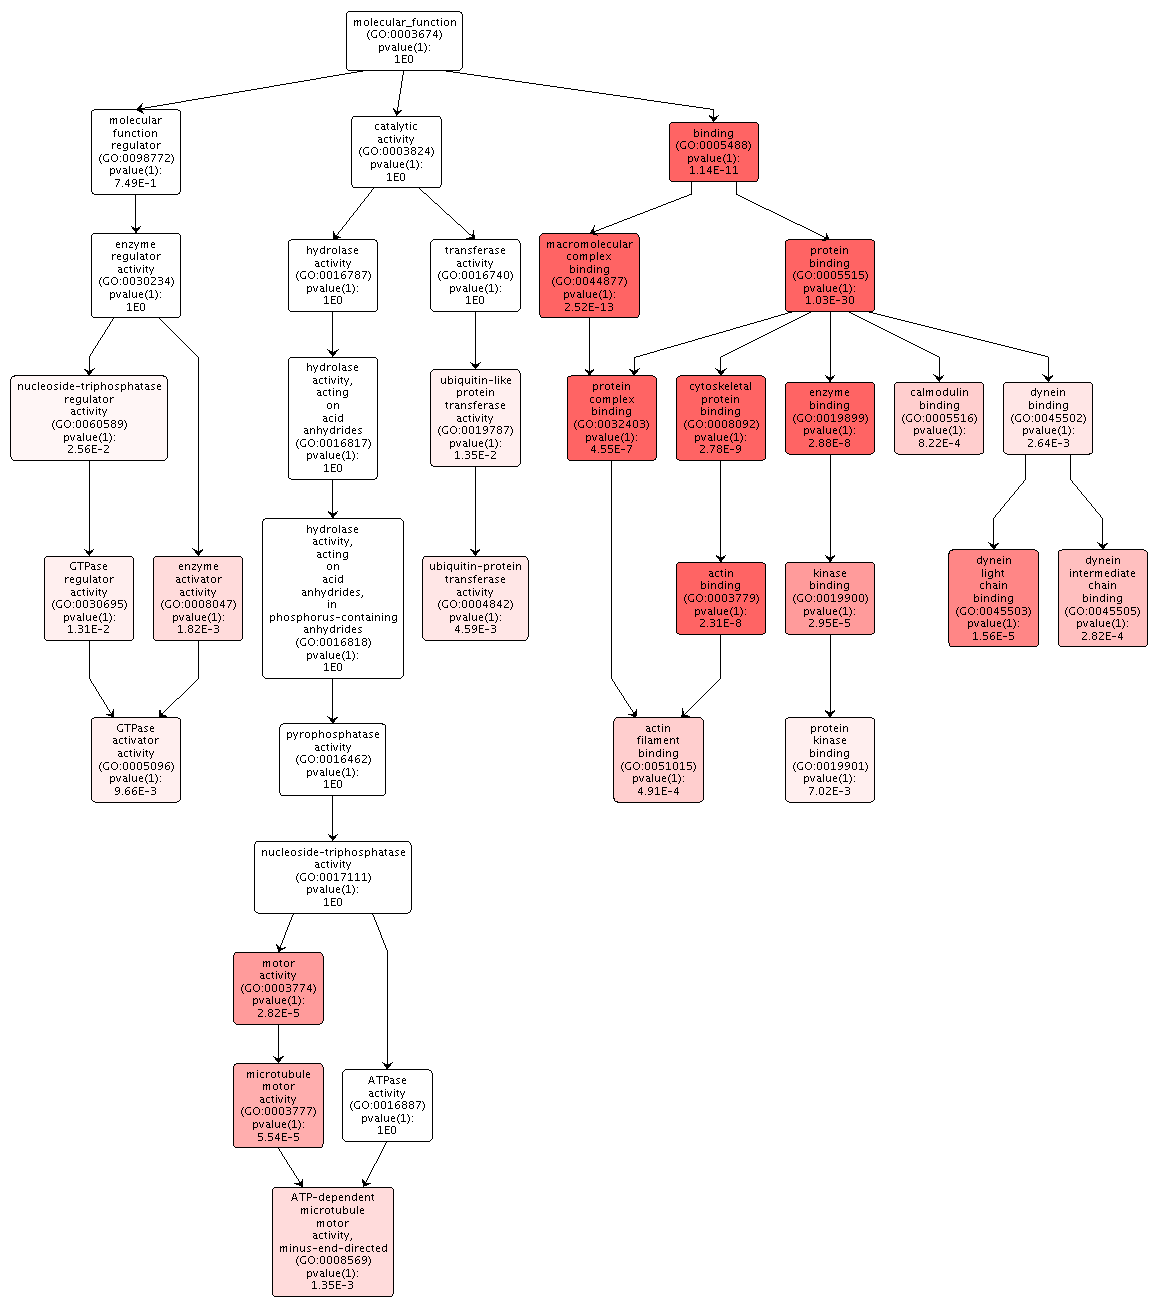 molecular_function
(GO:0003674)
pvalue(1):
1E0
molecular
function
regulator
(GO:0098772)
pvalue(1):
7.49E-1
catalytic
activity
(GO:0003824)
pvalue(1):
1E0
binding
(GO:0005488)
pvalue(1):
1.14E-11
enzyme
regulator
activity
(GO:0030234)
pvalue(1):
1E0
hydrolase
activity
(GO:0016787)
pvalue(1):
1E0
transferase
activity
(GO:0016740)
pvalue(1):
1E0
macromolecular
complex
binding
(GO:0044877)
pvalue(1):
2.52E-13
protein
binding
(GO:0005515)
pvalue(1):
1.03E-30
nucleoside-triphosphatase
regulator
activity
(GO:0060589)
pvalue(1):
2.56E-2
hydrolase
activity,
acting
on
acid
anhydrides
(GO:0016817)
pvalue(1):
1E0
ubiquitin-like
protein
transferase
activity
(GO:0019787)
pvalue(1):
1.35E-2
protein
complex
binding
(GO:0032403)
pvalue(1):
4.55E-7
cytoskeletal
protein
binding
(GO:0008092)
pvalue(1):
2.78E-9
enzyme
binding
(GO:0019899)
pvalue(1):
2.88E-8
calmodulin
binding
(GO:0005516)
pvalue(1):
8.22E-4
dynein
binding
(GO:0045502)
pvalue(1):
2.64E-3
GTPase
regulator
activity
(GO:0030695)
pvalue(1):
1.31E-2
enzyme
activator
activity
(GO:0008047)
pvalue(1):
1.82E-3
hydrolase
activity,
acting
on
acid
anhydrides,
in
phosphorus-containing
anhydrides
(GO:0016818)
pvalue(1):
1E0
ubiquitin-protein
transferase
activity
(GO:0004842)
pvalue(1):
4.59E-3
actin
binding
(GO:0003779)
pvalue(1):
2.31E-8
kinase
binding
(GO:0019900)
pvalue(1):
2.95E-5
dynein
light
chain
binding
(GO:0045503)
pvalue(1):
1.56E-5
dynein
intermediate
chain
binding
(GO:0045505)
pvalue(1):
2.82E-4
GTPase
activator
activity
(GO:0005096)
pvalue(1):
9.66E-3
pyrophosphatase
activity
(GO:0016462)
pvalue(1):
1E0
actin
filament
binding
(GO:0051015)
pvalue(1):
4.91E-4
protein
kinase
binding
(GO:0019901)
pvalue(1):
7.02E-3
nucleoside-triphosphatase
activity
(GO:0017111)
pvalue(1):
1E0
motor
activity
(GO:0003774)
pvalue(1):
2.82E-5
microtubule
motor
activity
(GO:0003777)
pvalue(1):
5.54E-5
ATPase
activity
(GO:0016887)
pvalue(1):
1E0
ATP-dependent
microtubule
motor
activity,
minus-end-directed
(GO:0008569)
pvalue(1):
1.35E-3